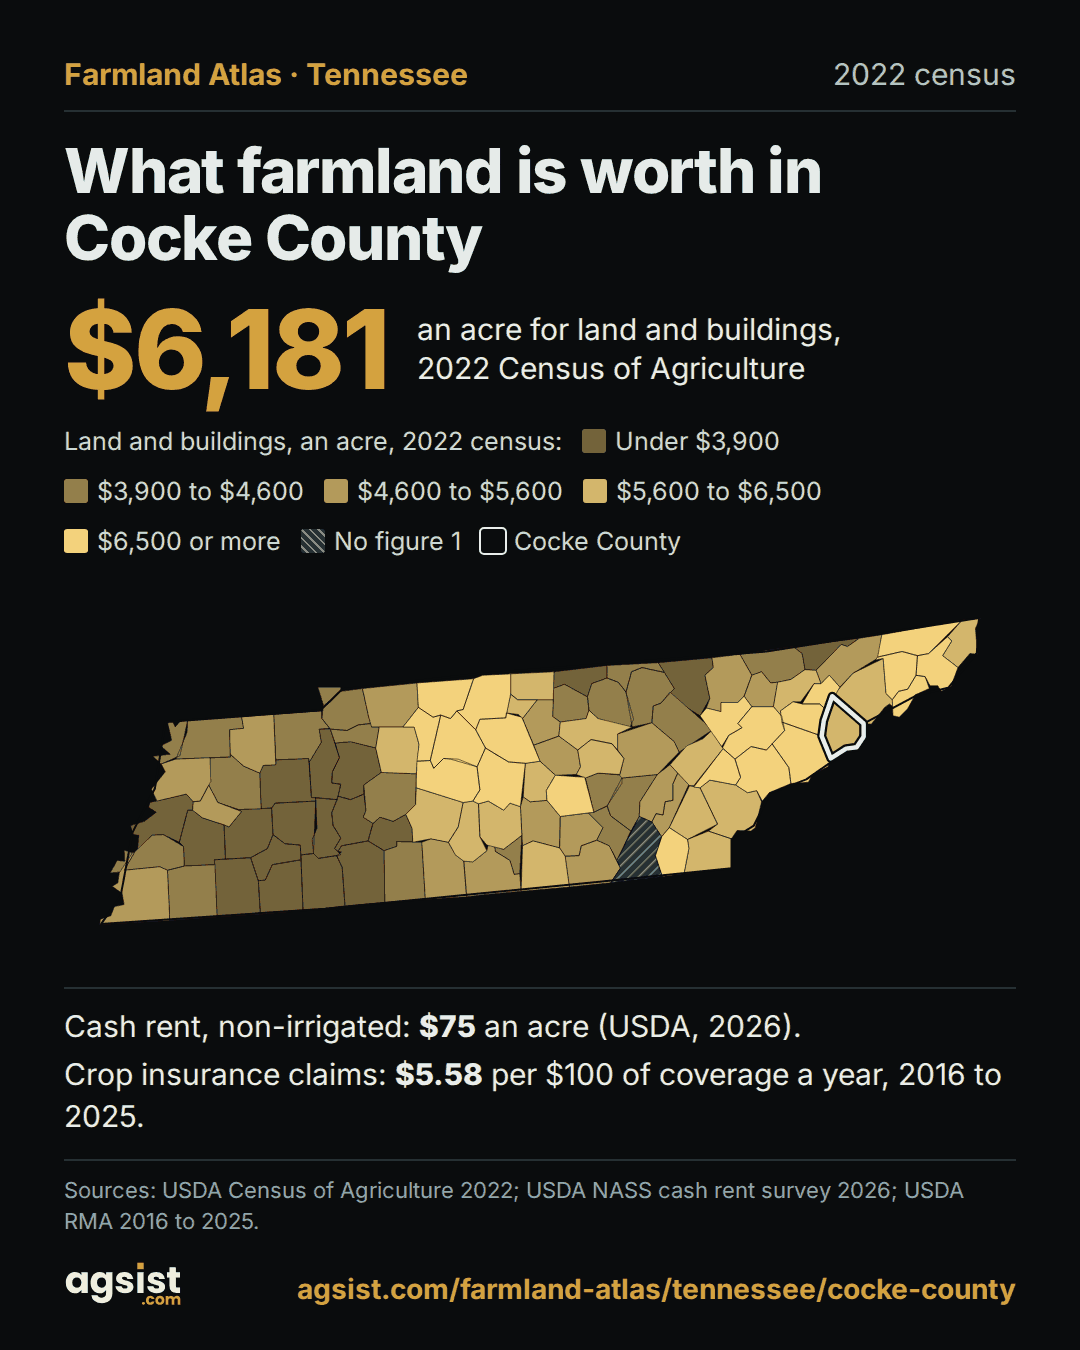 Farmland Atlas · Tennessee
2022 census
What farmland is worth in
Cocke County
$6,181
an acre for land and buildings,
2022 Census of Agriculture
Land and buildings, an acre, 2022 census: Under $3,900
$3,900 to $4,600 $4,600 to $5,600 $5,600 to $6,500
$6,500 or more No figure 1 Cocke County
Cash rent, non-irrigated: $75 an acre (USDA, 2026).
Crop insurance claims: $5.58 per $100 of coverage a year, 2016 to
2025.
Sources: USDA Census of Agriculture 2022; USDA NASS cash rent survey 2026; USDA
RMA 2016 to 2025.
agsist
.com
agsist.com/farmland-atlas/tennessee/cocke-county